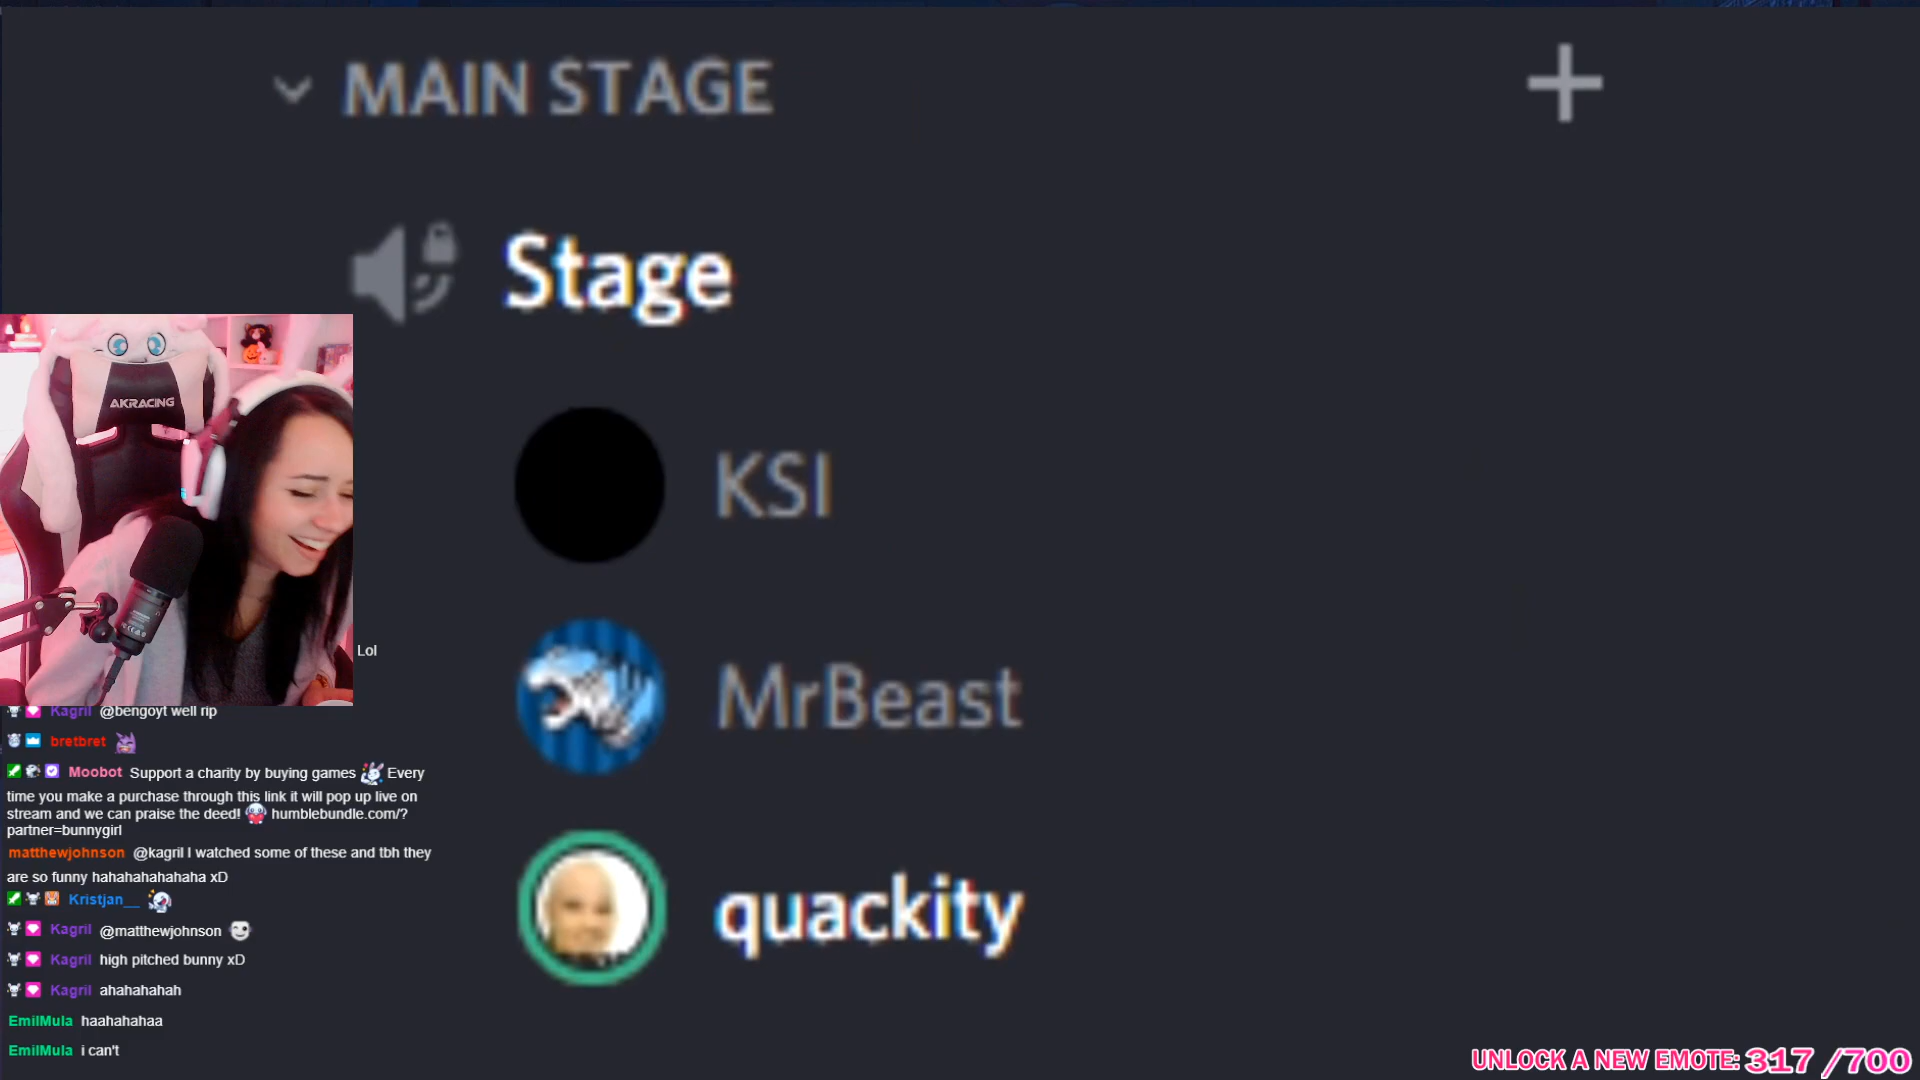 MAIN STAGE
Stage
KSI
MrBeast
quackity
AKRACING
Lol
Kagril @bengoyt well rip
bretbret
Moobot Support a charity by buying games Every
time you make a purchase through this link it will pop up live on
stream and we can praise the deed! humblebundle.com/?
partner=bunnygirl
matthewjohnson @kagril I watched some of these and tbh they
are so funny hahahahahahaha xD
Kristjan__
Kagril @matthewjohnson
Kagril high pitched bunny xD
Kagril ahahahahah
EmilMula haahahahaa
EmilMula i can't
UNLOCK A NEW EMOTE: 317 /700